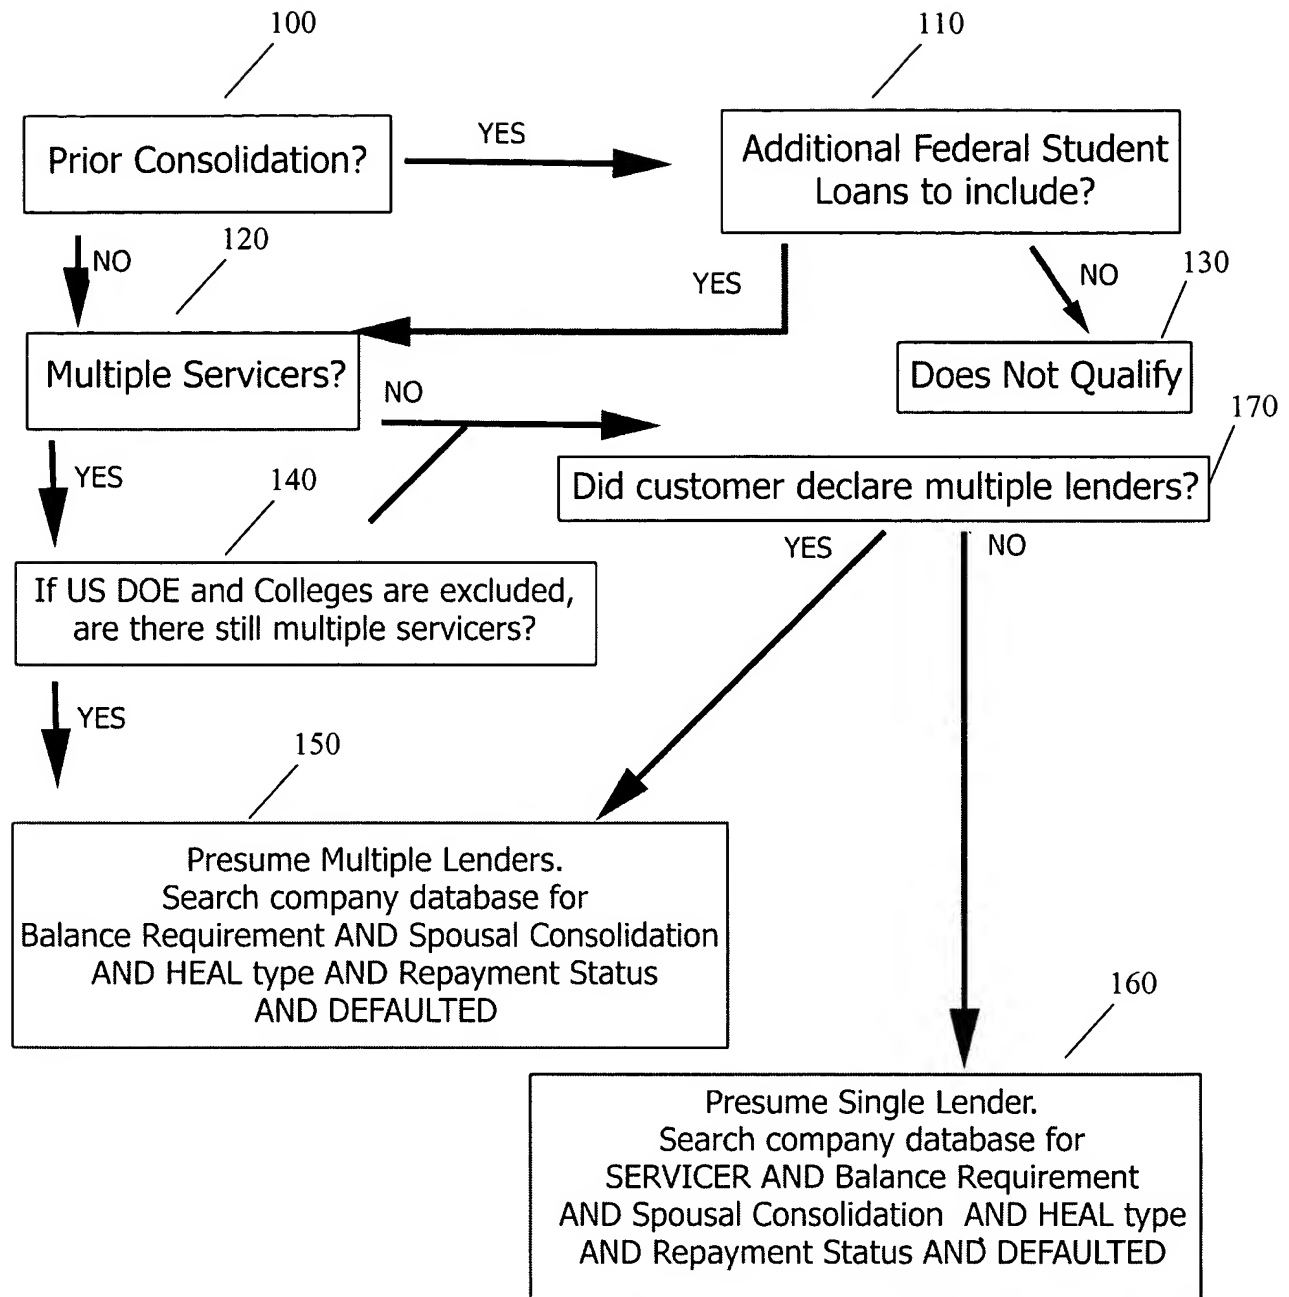 100
110
Prior Consolidation?
YES
Additional Federal Student
Loans to include?
NO
120
YES
NO
130
Multiple Servicers?
NO
Does Not Qualify
170
YES
140
Did customer declare multiple lenders?
YES
NO
If US DOE and Colleges are excluded,
are there still multiple servicers?
YES
150
Presume Multiple Lenders.
Search company database for
Balance Requirement AND Spousal Consolidation
AND HEAL type AND Repayment Status
AND DEFAULTED
160
Presume Single Lender.
Search company database for
SERVICER AND Balance Requirement
AND Spousal Consolidation AND HEAL type
AND Repayment Status AND DEFAULTED